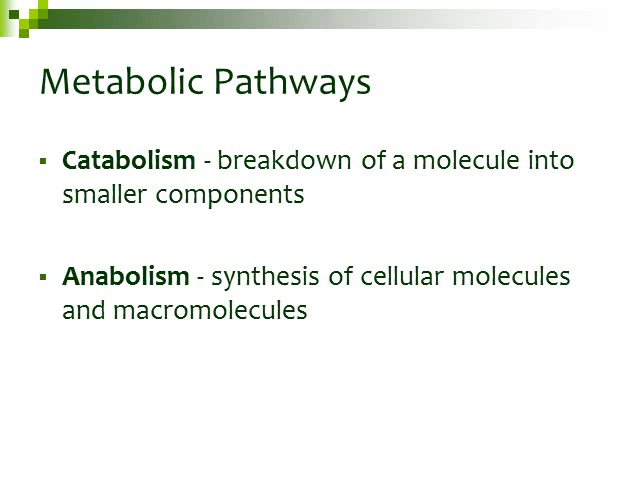 Metabolic Pathways
▪ Catabolism - breakdown of a molecule into
smaller components
▪ Anabolism - synthesis of cellular molecules
and macromolecules